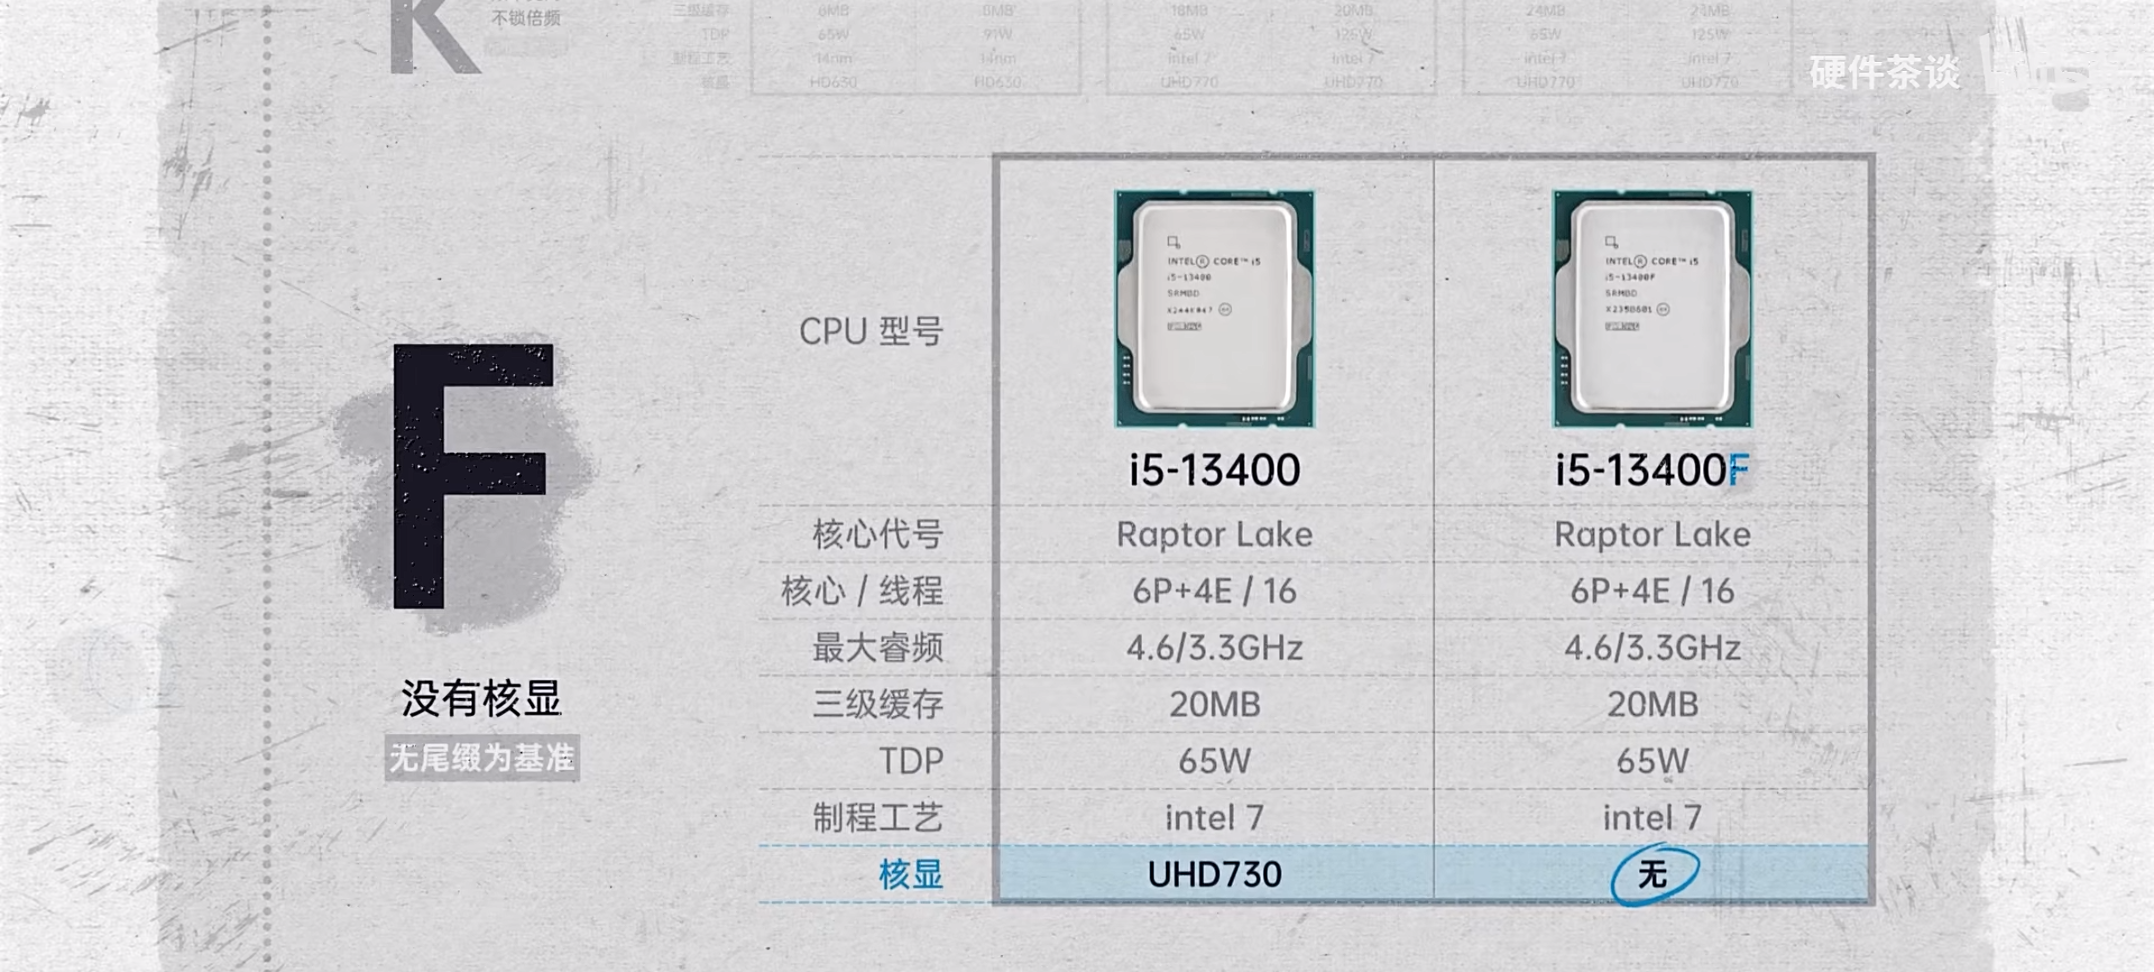 K
不锁倍频
三级缓存 6MB 8MB 18MB 20MB 24MB 24MB
TDP 65W 91W 65W 125W 65W 125W
制程工艺 14nm 14nm intel 7 intel 7 intel 7 intel 7
核显 HD630 HD630 UHD770 UHD770 UHD770 UHD770
硬件茶谈
CPU 型号
INTEL® CORE™ i5
i5-13400
SRMBD
INTEL® CORE™ i5
i5-13400F
SRMBD
i5-13400 i5-13400F
F
没有核显
无尾缀为基准
核心代号 Raptor Lake Raptor Lake
核心 / 线程 6P+4E / 16 6P+4E / 16
最大睿频 4.6/3.3GHz 4.6/3.3GHz
三级缓存 20MB 20MB
TDP 65W 65W
制程工艺 intel 7 intel 7
核显 UHD730 无